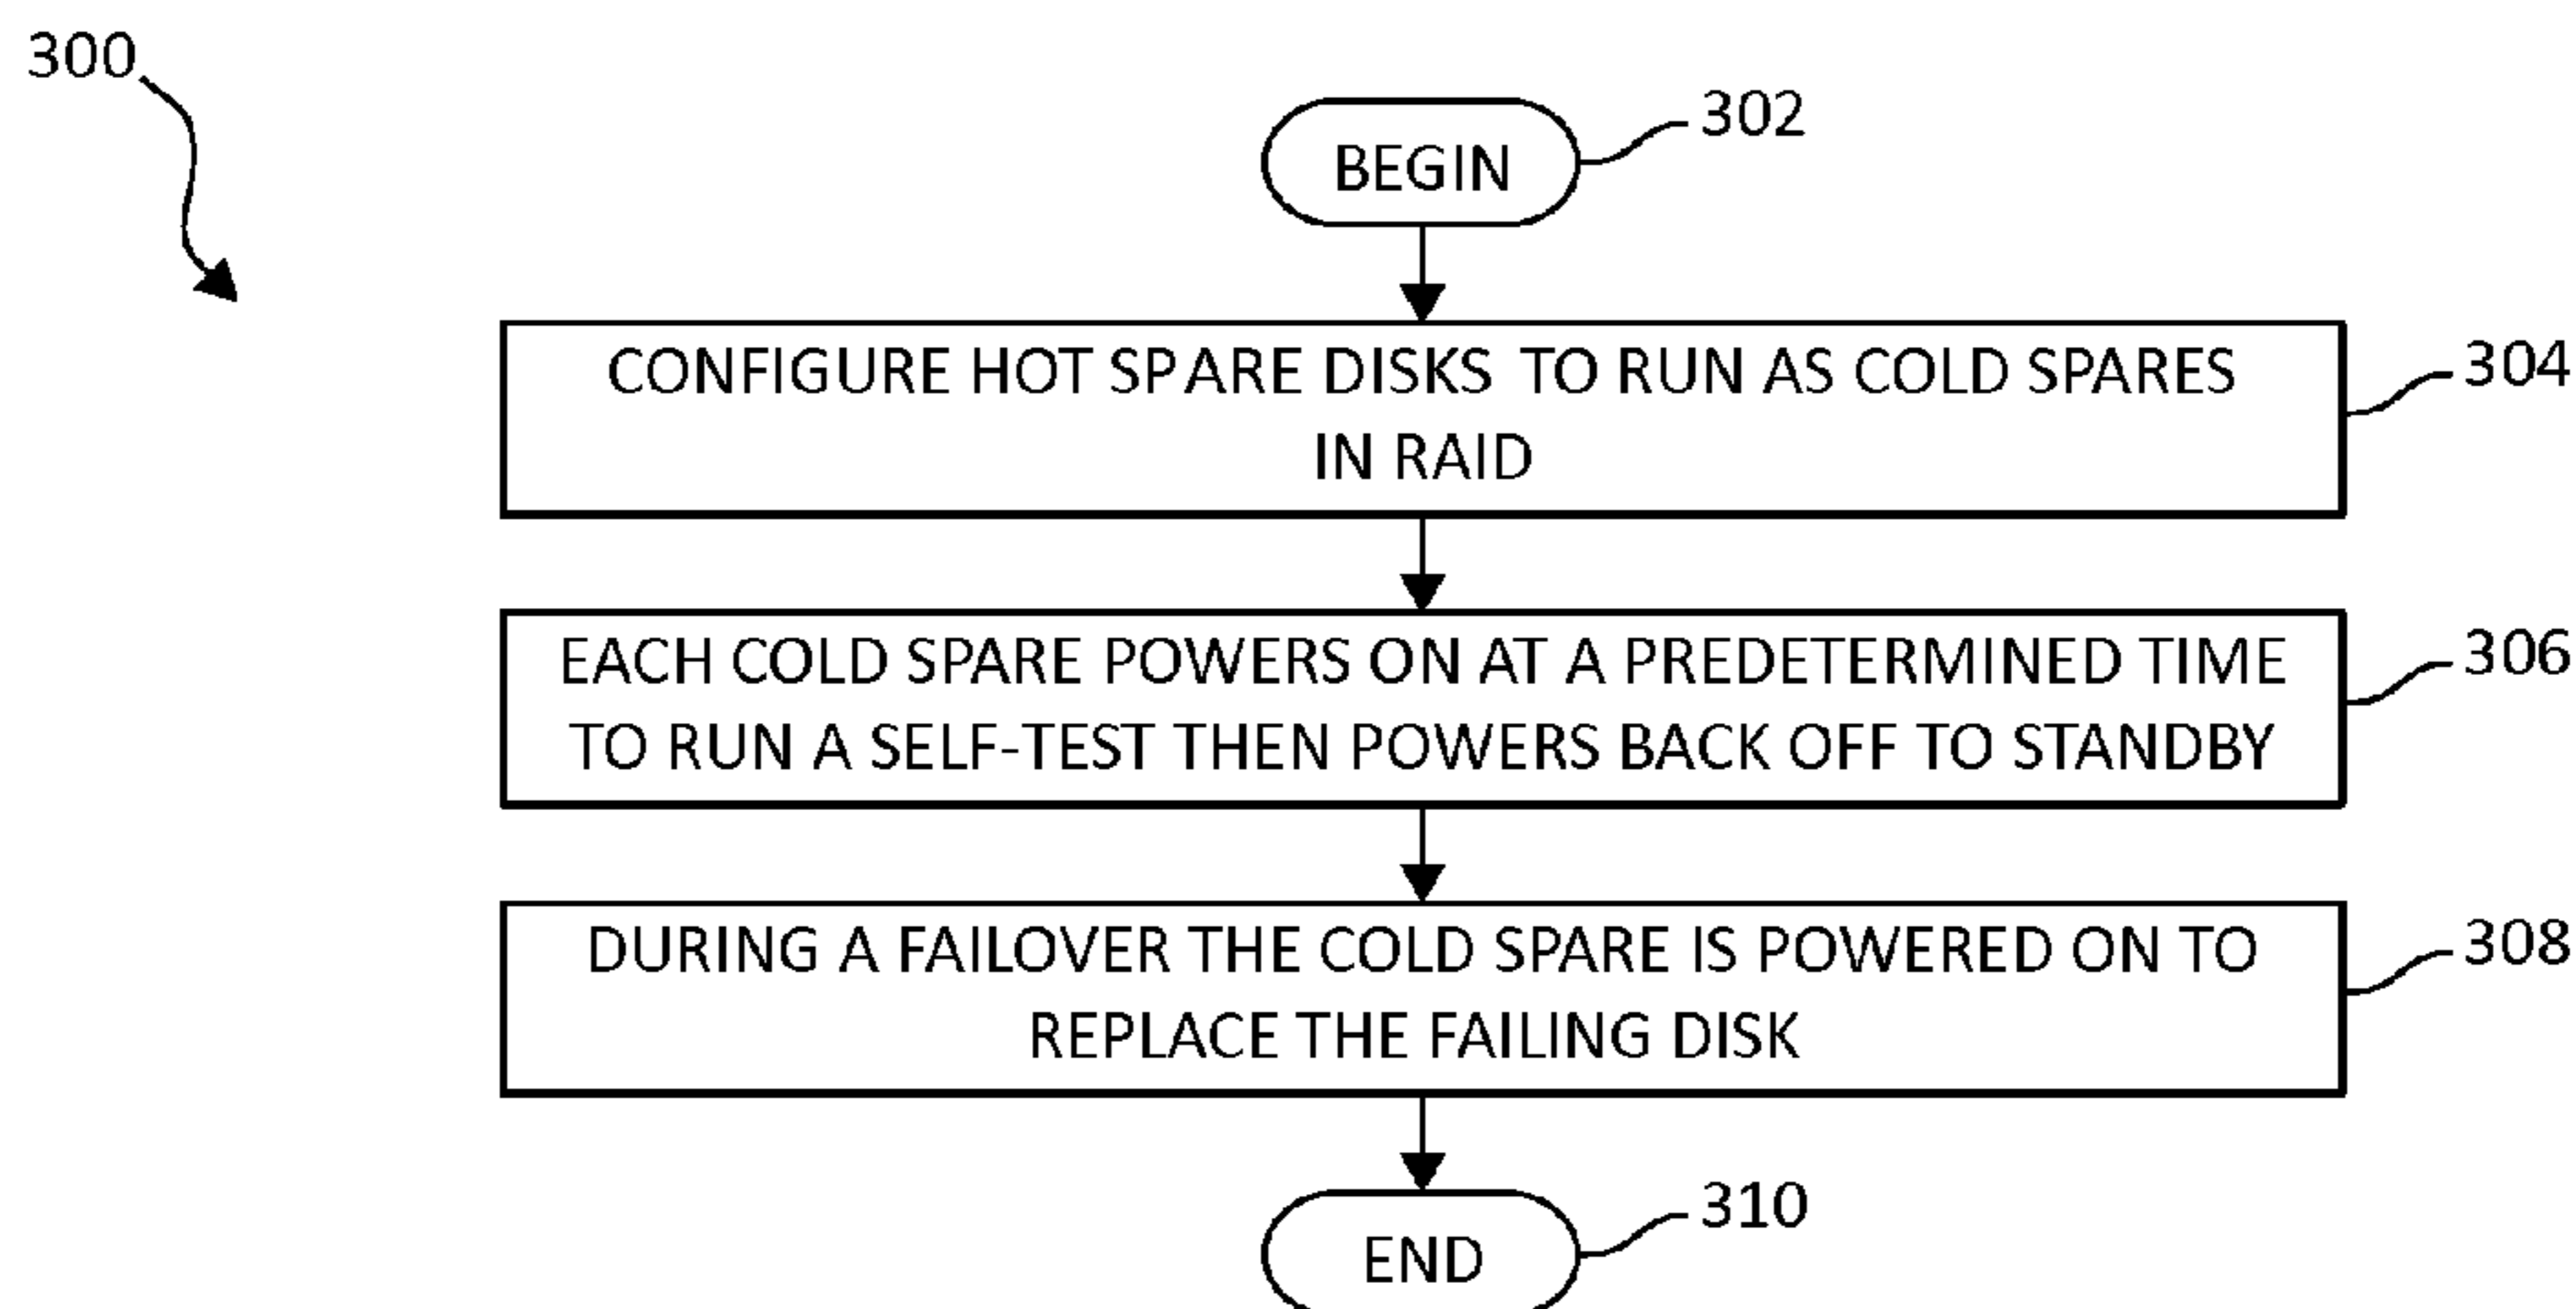 300
302
BEGIN
CONFIGURE HOT SPARE DISKS TO RUN AS COLD SPARES
IN RAID
304
EACH COLD SPARE POWERS ON AT A PREDETERMINED TIME
TO RUN A SELF-TEST THEN POWERS BACK OFF TO STANDBY
306
DURING A FAILOVER THE COLD SPARE IS POWERED ON TO
REPLACE THE FAILING DISK
308
310
END